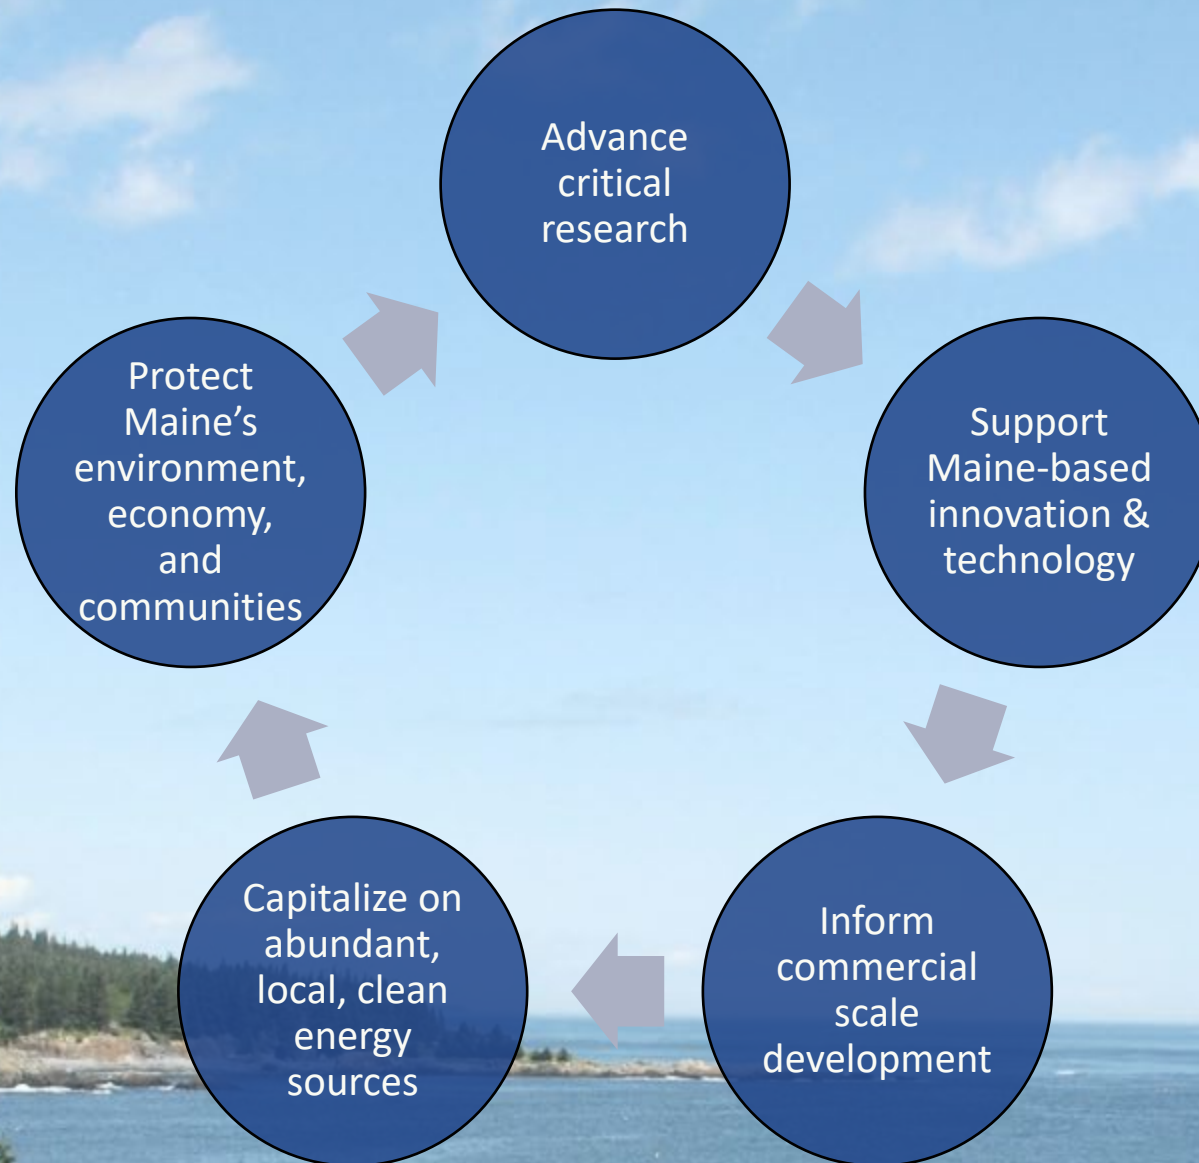 Advance
critical
research
Support
Maine-based
innovation &
technology
Inform
commercial
scale
development
Capitalize on
abundant,
local, clean
energy
sources
Protect
Maine’s
environment,
economy,
and
communities